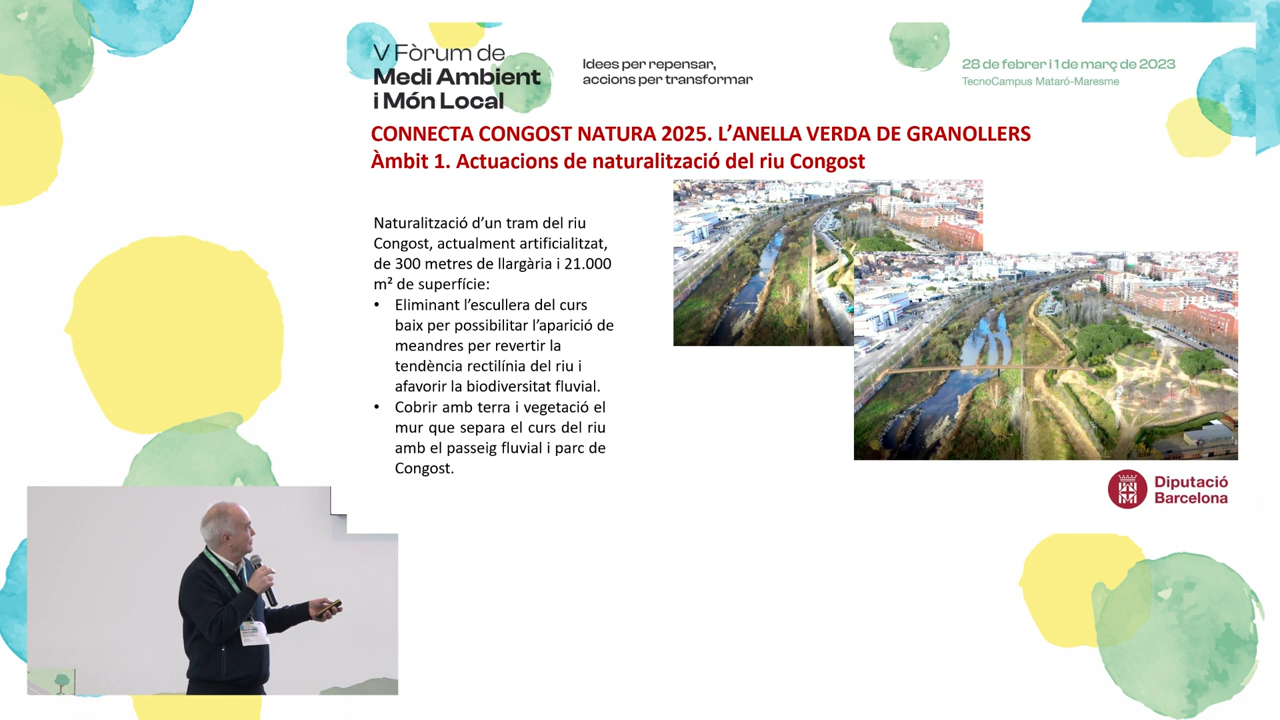 V Fòrum de
Medi Ambient
i Món Local
Idees per repensar,
accions per transformar
28 de febrer i 1 de març de 2023
TecnoCampus Mataró-Maresme
CONNECTA CONGOST NATURA 2025. L’ANELLA VERDA DE GRANOLLERS
Àmbit 1. Actuacions de naturalització del riu Congost
Naturalització d’un tram del riu
Congost, actualment artificialitzat,
de 300 metres de llargària i 21.000
m² de superfície:
• Eliminant l’escullera del curs
baix per possibilitar l’aparició de
meandres per revertir la
tendència rectilínia del riu i
afavorir la biodiversitat fluvial.
• Cobrir amb terra i vegetació el
mur que separa el curs del riu
amb el passeig fluvial i parc de
Congost.
Diputació
Barcelona